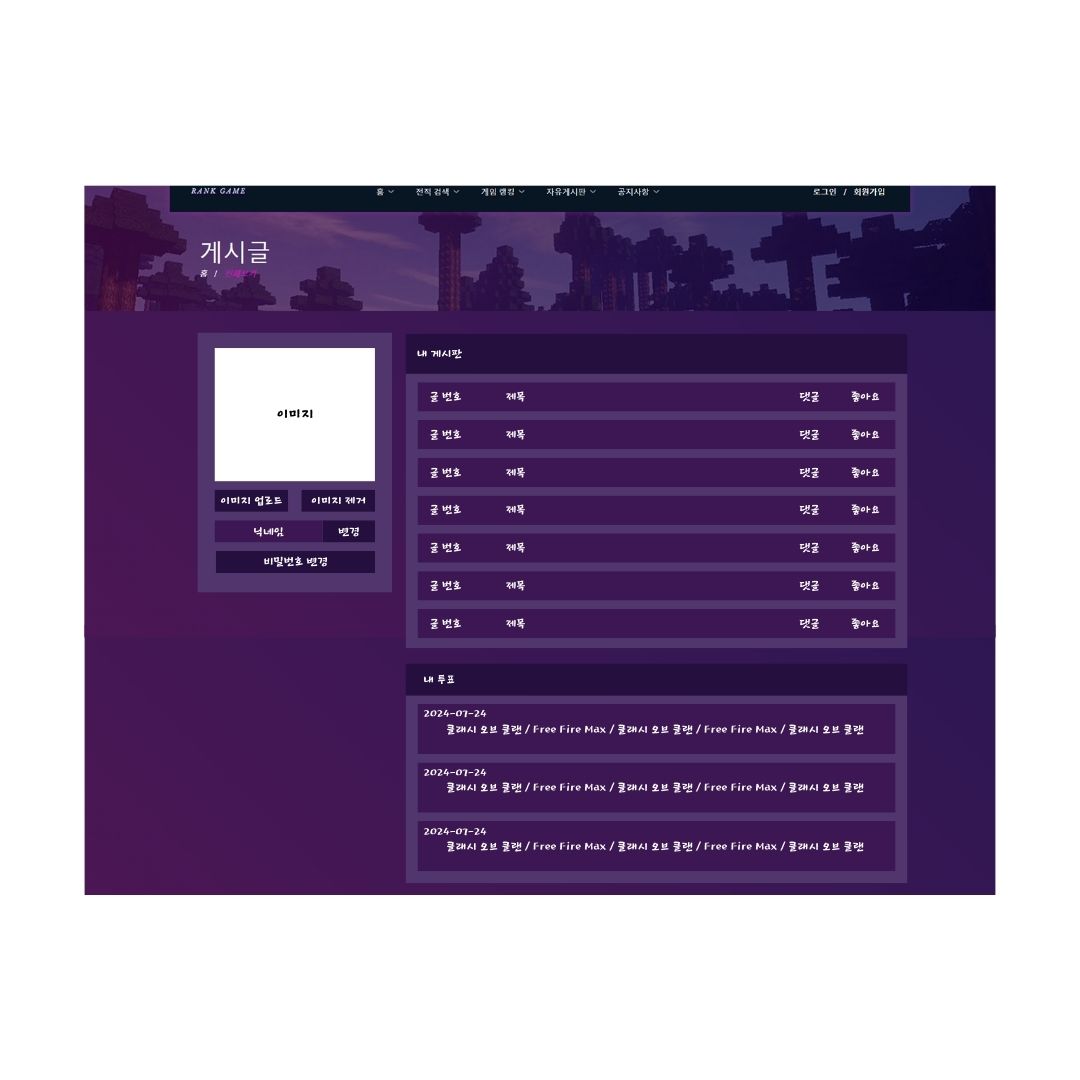 RANK GAME 홈 전적 검색 게임 랭킹 자유게시판 공지사항 로그인 / 회원가입
게시글
홈 / 전체보기
이미지
이미지 업로드 이미지 제거
닉네임 변경
비밀번호 변경
내 게시판
글 번호 제목 댓글 좋아요
글 번호 제목 댓글 좋아요
글 번호 제목 댓글 좋아요
글 번호 제목 댓글 좋아요
글 번호 제목 댓글 좋아요
글 번호 제목 댓글 좋아요
글 번호 제목 댓글 좋아요
내 투표
2024-07-24
클래시 오브 클랜 / Free Fire Max / 클래시 오브 클랜 / Free Fire Max / 클래시 오브 클랜
2024-07-24
클래시 오브 클랜 / Free Fire Max / 클래시 오브 클랜 / Free Fire Max / 클래시 오브 클랜
2024-07-24
클래시 오브 클랜 / Free Fire Max / 클래시 오브 클랜 / Free Fire Max / 클래시 오브 클랜